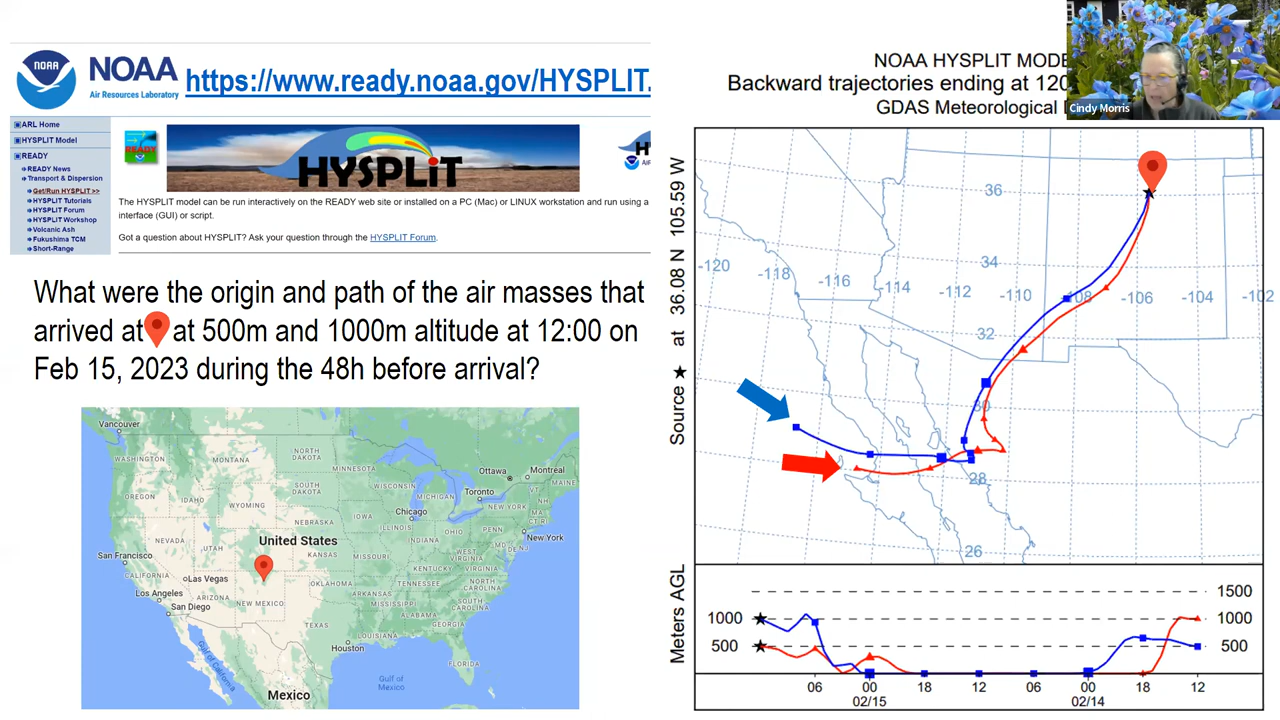 NOAA
NOAA
Air Resources Laboratory
https://www.ready.noaa.gov/HYSPLIT.
ARL Home
HYSPLIT Model
READY
READY News
Transport & Dispersion
Get/Run HYSPLIT >>
HYSPLIT Tutorials
HYSPLIT Forum
HYSPLIT Workshop
Volcanic Ash
Fukushima TCM
Short-Range
READY
HYSPLIT
HY
AIR
The HYSPLIT model can be run interactively on the READY web site or installed on a PC (Mac) or LINUX workstation and run using a
interface (GUI) or script.
Got a question about HYSPLIT? Ask your question through the HYSPLIT Forum.
What were the origin and path of the air masses that
arrived at at 500m and 1000m altitude at 12:00 on
Feb 15, 2023 during the 48h before arrival?
Vancouver
WASHINGTON
MONTANA
NORTH
DAKOTA
MINNESOTA
Ottawa
Montreal
OREGON
IDAHO
SOUTH
DAKOTA
WISCONSIN
MICHIGAN
Toronto
WYOMING
NEW YORK
IOWA
Chicago
NEBRASKA
PENN
New York
NEVADA
UTAH
United States
ILLINOIS
INDIANA
OHIO
San Francisco
CALIFORNIA
KANSAS
MISSOURI
WEST
VIRGINIA
KENTUCKY
VIRGINIA
Las Vegas
OKLAHOMA
TENNESSEE
NORTH
CAROLINA
Los Angeles
NEW MEXICO
ARKANSAS
MISSISSIPPI
SOUTH
CAROLINA
San Diego
ALABAMA
GEORGIA
TEXAS
LOUISIANA
Houston
FLORIDA
Gulf of
California
Gulf of
Mexico
Mexico
NOAA HYSPLIT MODE
Backward trajectories ending at 120
GDAS Meteorological
Cindy Morris
Source ★ at 36.08 N 105.59 W
36
34
32
30
28
26
-120
-118
-116
-114
-112
-110
-108
-106
-104
-102
Meters AGL
1500
1000
1000
500
500
06 00 18 12 06 00 18 12
02/15 02/14